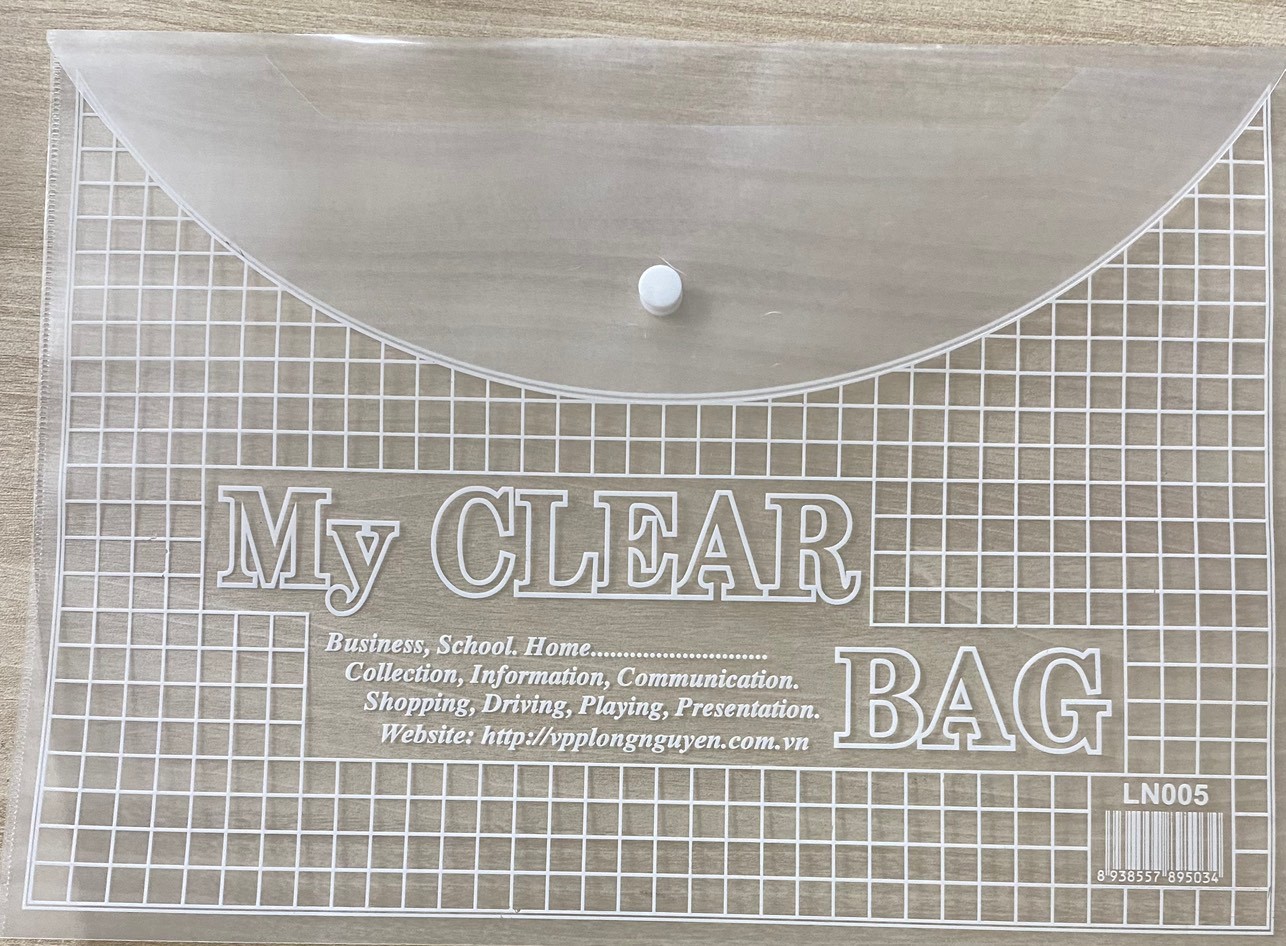 My CLEAR
BAG
Business, School. Home...........................
Collection, Information, Communication.
Shopping, Driving, Playing, Presentation.
Website: http://vpplongnguyen.com.vn
LN005
8 938557 895034